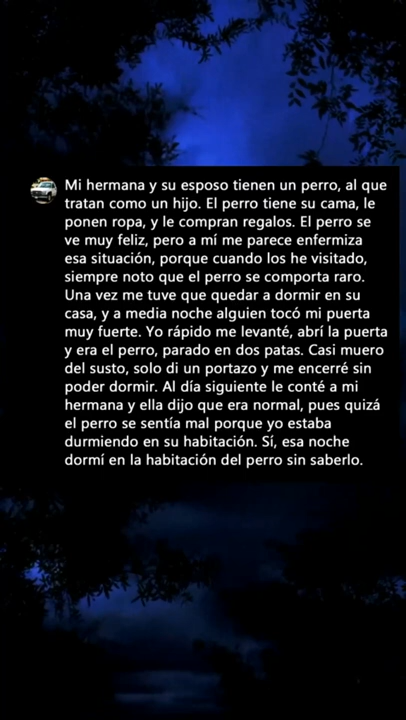 Mi hermana y su esposo tienen un perro, al que
tratan como un hijo. El perro tiene su cama, le
ponen ropa, y le compran regalos. El perro se
ve muy feliz, pero a mí me parece enfermiza
esa situación, porque cuando los he visitado,
siempre noto que el perro se comporta raro.
Una vez me tuve que quedar a dormir en su
casa, y a media noche alguien tocó mi puerta
muy fuerte. Yo rápido me levanté, abrí la puerta
y era el perro, parado en dos patas. Casi muero
del susto, solo di un portazo y me encerré sin
poder dormir. Al día siguiente le conté a mi
hermana y ella dijo que era normal, pues quizá
el perro se sentía mal porque yo estaba
durmiendo en su habitación. Sí, esa noche
dormí en la habitación del perro sin saberlo.